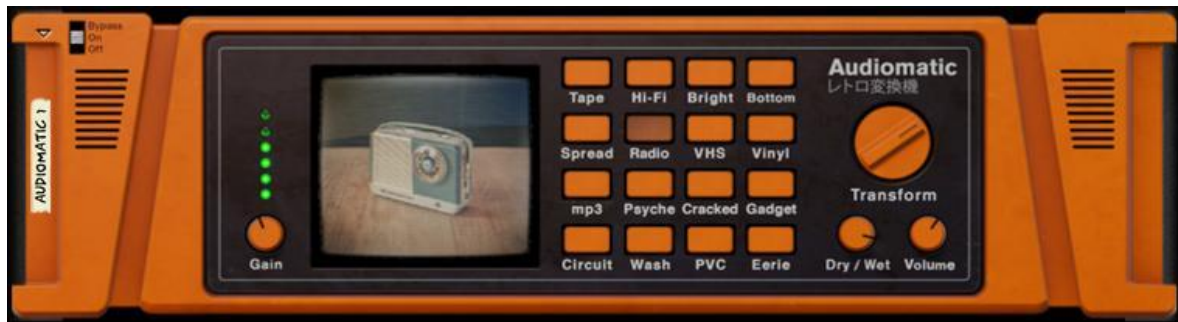 Bypass
On
Off
AUDIOMATIC 1
Gain
Tape Hi-Fi Bright Bottom
Spread Radio VHS Vinyl
mp3 Psyche Cracked Gadget
Circuit Wash PVC Eerie
Audiomatic
レトロ変換機
Transform
Dry / Wet Volume